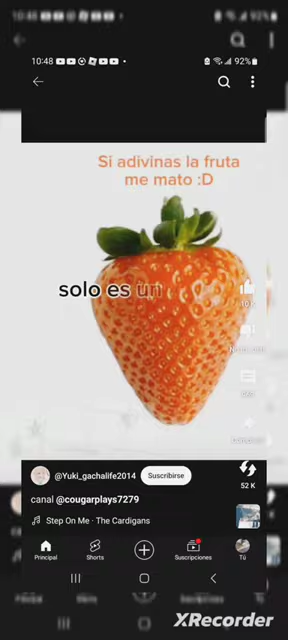 10:48
92%
Si adivinas la fruta
me mato :D
solo es un
@Yuki_gachalife2014
Suscribirse
52 K
canal @cougarplays7279
Step On Me · The Cardigans
Principal
Shorts
Suscripciones
Tú
XRecorder